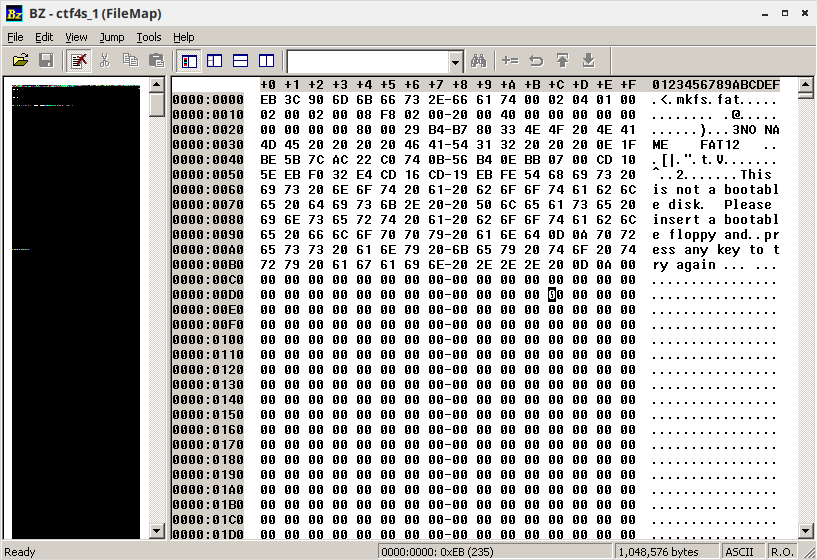 BZ - ctf4s_1 (FileMap)
File Edit View Jump Tools Help
+0 +1 +2 +3 +4 +5 +6 +7 +8 +9 +A +B +C +D +E +F 0123456789ABCDEF
0000:0000 EB 3C 90 6D 6B 66 73 2E-66 61 74 00 02 04 01 00 .<.mkfs.fat.....
0000:0010 02 00 02 00 08 F8 02 00-20 00 40 00 00 00 00 00 ........ .@.....
0000:0020 00 00 00 00 80 00 29 B4-B7 80 33 4E 4F 20 4E 41 ......)...3NO NA
0000:0030 4D 45 20 20 20 20 46 41-54 31 32 20 20 20 0E 1F ME    FAT12   ..
0000:0040 BE 5B 7C AC 22 C0 74 0B-56 B4 0E BB 07 00 CD 10 .[|.".t.V.......
0000:0050 5E EB F0 32 E4 CD 16 CD-19 EB FE 54 68 69 73 20 ^..2.......This
0000:0060 69 73 20 6E 6F 74 20 61-20 62 6F 6F 74 61 62 6C is not a bootabl
0000:0070 65 20 64 69 73 6B 2E 20-20 50 6C 65 61 73 65 20 e disk.  Please
0000:0080 69 6E 73 65 72 74 20 61-20 62 6F 6F 74 61 62 6C insert a bootabl
0000:0090 65 20 66 6C 6F 70 70 79-20 61 6E 64 0D 0A 70 72 e floppy and..pr
0000:00A0 65 73 73 20 61 6E 79 20-6B 65 79 20 74 6F 20 74 ess any key to t
0000:00B0 72 79 20 61 67 61 69 6E-20 2E 2E 2E 20 0D 0A 00 ry again ... ...
0000:00C0 00 00 00 00 00 00 00 00-00 00 00 00 00 00 00 00 ................
0000:00D0 00 00 00 00 00 00 00 00-00 00 00 00 00 00 00 00 ................
0000:00E0 00 00 00 00 00 00 00 00-00 00 00 00 00 00 00 00 ................
0000:00F0 00 00 00 00 00 00 00 00-00 00 00 00 00 00 00 00 ................
0000:0100 00 00 00 00 00 00 00 00-00 00 00 00 00 00 00 00 ................
0000:0110 00 00 00 00 00 00 00 00-00 00 00 00 00 00 00 00 ................
0000:0120 00 00 00 00 00 00 00 00-00 00 00 00 00 00 00 00 ................
0000:0130 00 00 00 00 00 00 00 00-00 00 00 00 00 00 00 00 ................
0000:0140 00 00 00 00 00 00 00 00-00 00 00 00 00 00 00 00 ................
0000:0150 00 00 00 00 00 00 00 00-00 00 00 00 00 00 00 00 ................
0000:0160 00 00 00 00 00 00 00 00-00 00 00 00 00 00 00 00 ................
0000:0170 00 00 00 00 00 00 00 00-00 00 00 00 00 00 00 00 ................
0000:0180 00 00 00 00 00 00 00 00-00 00 00 00 00 00 00 00 ................
0000:0190 00 00 00 00 00 00 00 00-00 00 00 00 00 00 00 00 ................
0000:01A0 00 00 00 00 00 00 00 00-00 00 00 00 00 00 00 00 ................
0000:01B0 00 00 00 00 00 00 00 00-00 00 00 00 00 00 00 00 ................
0000:01C0 00 00 00 00 00 00 00 00-00 00 00 00 00 00 00 00 ................
0000:01D0 00 00 00 00 00 00 00 00-00 00 00 00 00 00 00 00 ................
Ready 0000:0000: 0xEB (235) 1,048,576 bytes ASCII R.O.